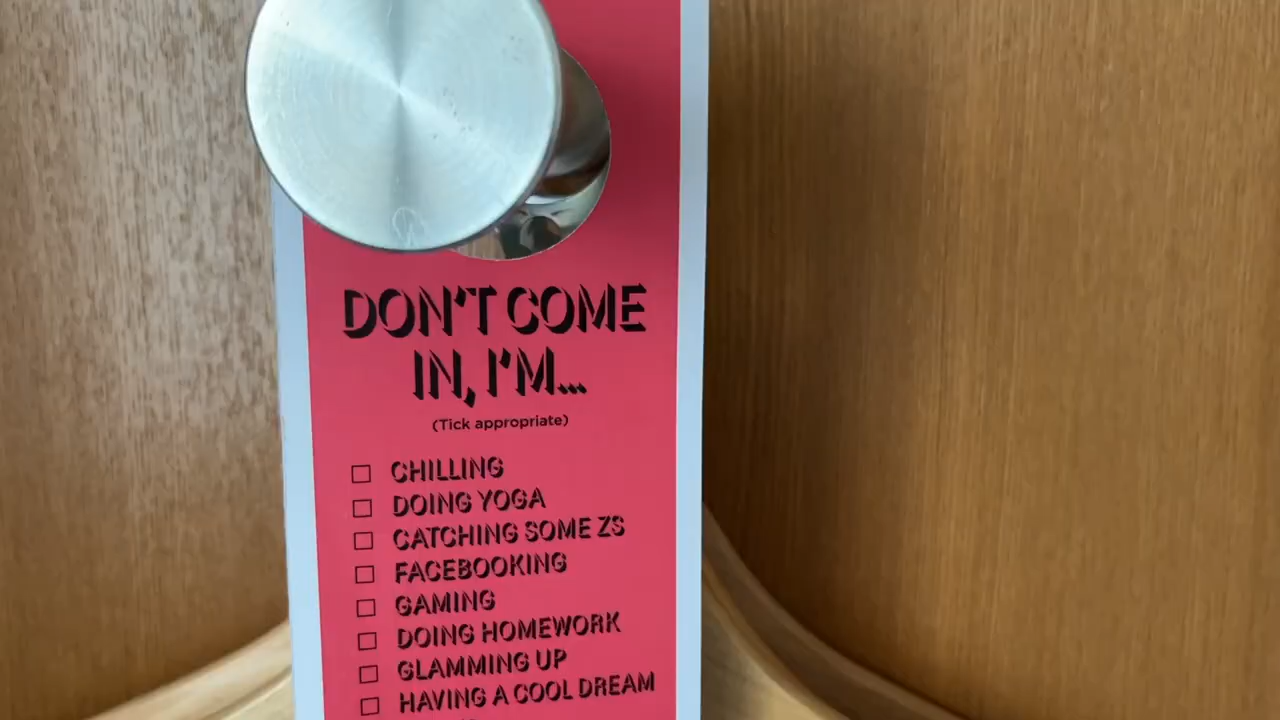 DON'T COME
IN, I'M...
(Tick appropriate)
CHILLING
DOING YOGA
CATCHING SOME ZS
FACEBOOKING
GAMING
DOING HOMEWORK
GLAMMING UP
HAVING A COOL DREAM